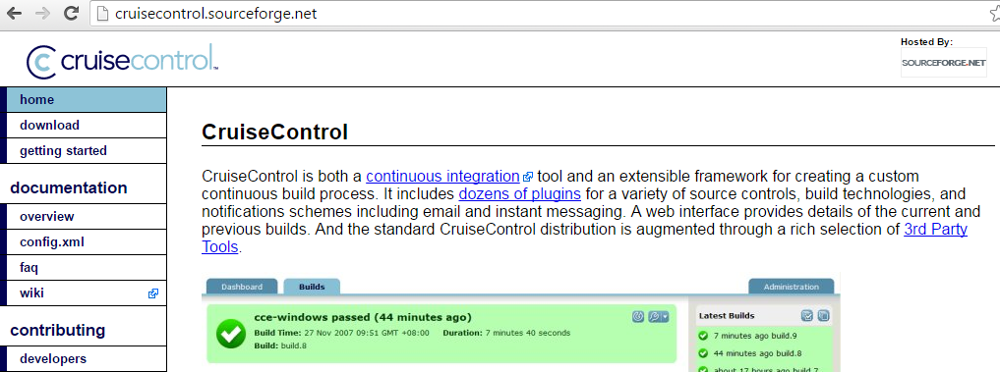 cruisecontrol.sourceforge.net
cruisecontrol™
Hosted By:
SOURCEFORGE.NET
home
download
getting started
documentation
overview
config.xml
faq
wiki
contributing
developers
CruiseControl
CruiseControl is both a continuous integration tool and an extensible framework for creating a custom
continuous build process. It includes dozens of plugins for a variety of source controls, build technologies, and
notifications schemes including email and instant messaging. A web interface provides details of the current and
previous builds. And the standard CruiseControl distribution is augmented through a rich selection of 3rd Party
Tools.
Dashboard Builds Administration
cce-windows passed (44 minutes ago)
Build Time: 27 Nov 2007 09:51 GMT +08:00 Duration: 7 minutes 40 seconds
Build: build.8
Latest Builds
7 minutes ago build.9
44 minutes ago build.8
about 17 hours ago build.7